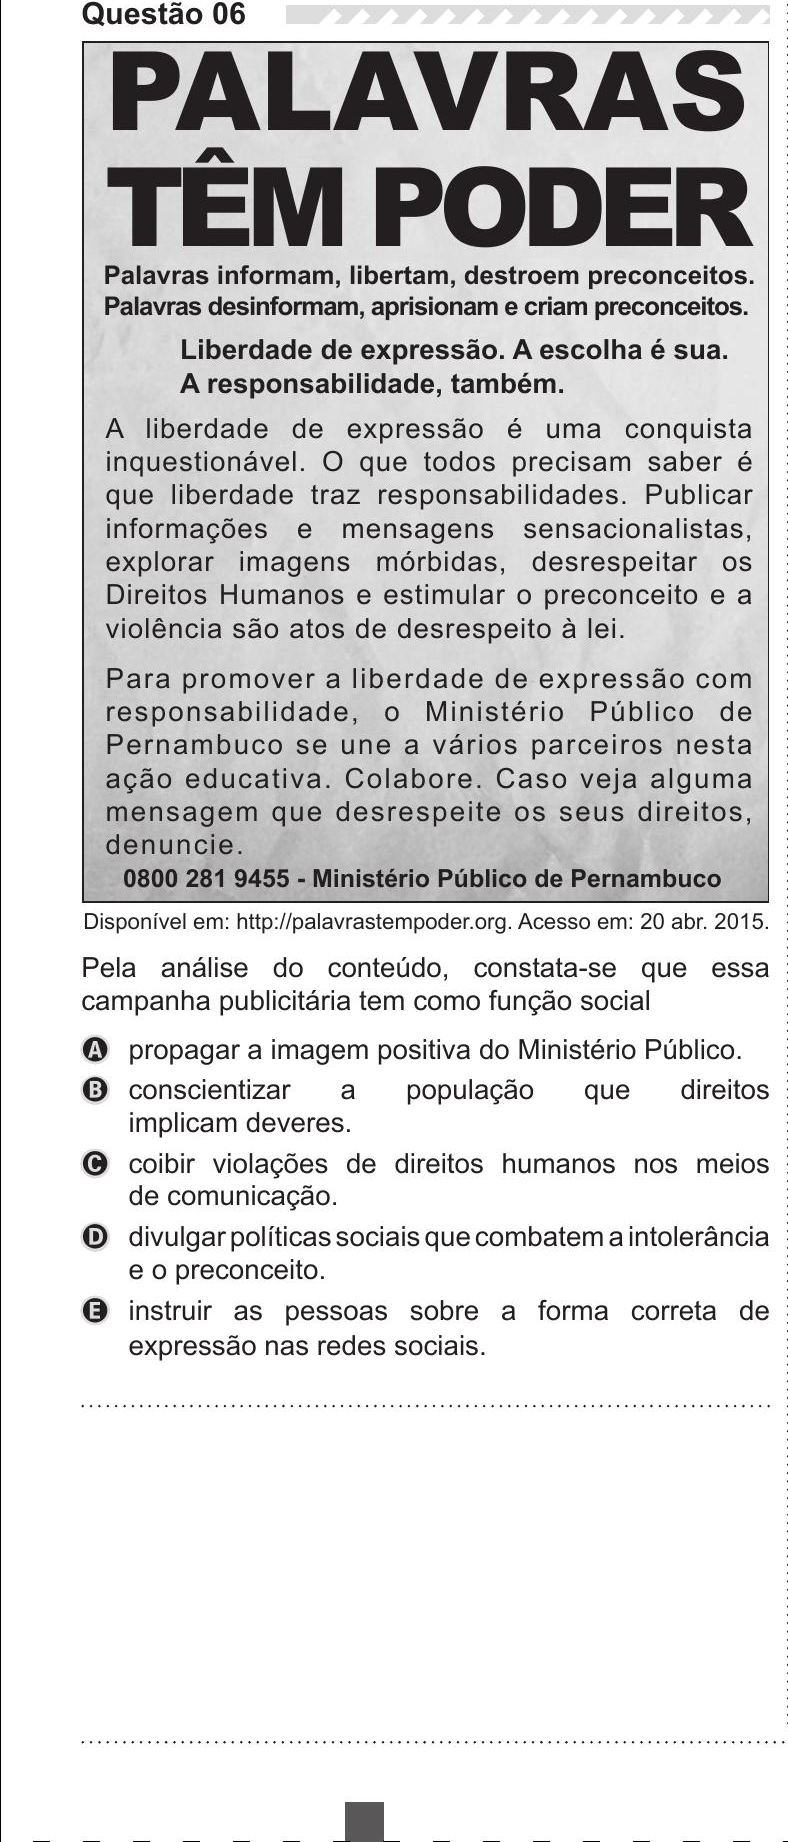 Questão 06
PALAVRAS
TÊM PODER
Palavras informam, libertam, destroem preconceitos.
Palavras desinformam, aprisionam e criam preconceitos.
Liberdade de expressão. A escolha é sua.
A responsabilidade, também.
A liberdade de expressão é uma conquista
inquestionável. O que todos precisam saber é
que liberdade traz responsabilidades. Publicar
informações e mensagens sensacionalistas,
explorar imagens mórbidas, desrespeitar os
Direitos Humanos e estimular o preconceito e a
violência são atos de desrespeito à lei.
Para promover a liberdade de expressão com
responsabilidade, o Ministério Público de
Pernambuco se une a vários parceiros nesta
ação educativa. Colabore. Caso veja alguma
mensagem que desrespeite os seus direitos,
denuncie.
0800 281 9455 - Ministério Público de Pernambuco
Disponível em: http://palavrastempoder.org. Acesso em: 20 abr. 2015.
Pela análise do conteúdo, constata-se que essa
campanha publicitária tem como função social
A propagar a imagem positiva do Ministério Público.
B conscientizar a população que direitos
implicam deveres.
C coibir violações de direitos humanos nos meios
de comunicação.
D divulgar políticas sociais que combatem a intolerância
e o preconceito.
E instruir as pessoas sobre a forma correta de
expressão nas redes sociais.